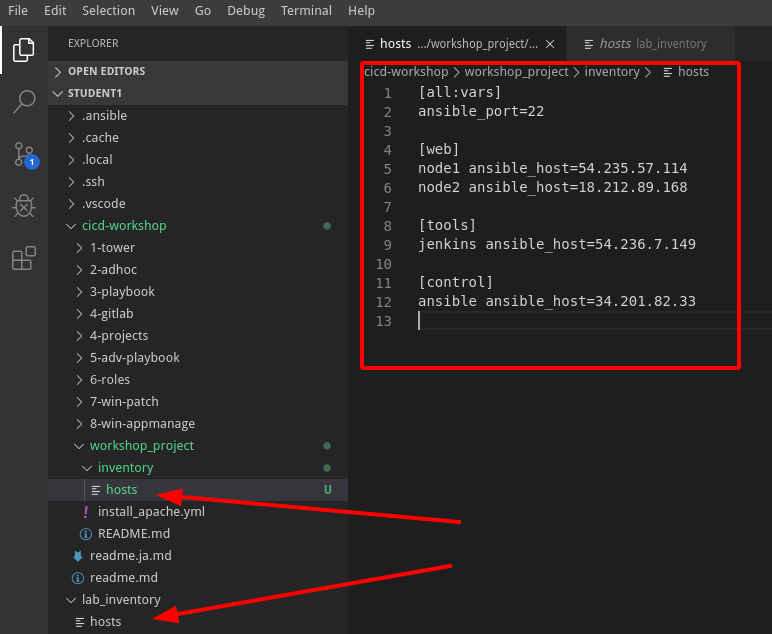 File Edit Selection View Go Debug Terminal Help
EXPLORER
OPEN EDITORS
STUDENT1
.ansible
.cache
.local
.ssh
.vscode
cicd-workshop
1-tower
2-adhoc
3-playbook
4-gitlab
4-projects
5-adv-playbook
6-roles
7-win-patch
8-win-appmanage
workshop_project
inventory
hosts U
! install_apache.yml
README.md
readme.ja.md
readme.md
lab_inventory
hosts
1
hosts .../workshop_project/...
hosts lab_inventory
cicd-workshop > workshop_project > inventory > hosts
1 [all:vars]
2 ansible_port=22
3
4 [web]
5 node1 ansible_host=54.235.57.114
6 node2 ansible_host=18.212.89.168
7
8 [tools]
9 jenkins ansible_host=54.236.7.149
10
11 [control]
12 ansible ansible_host=34.201.82.33
13